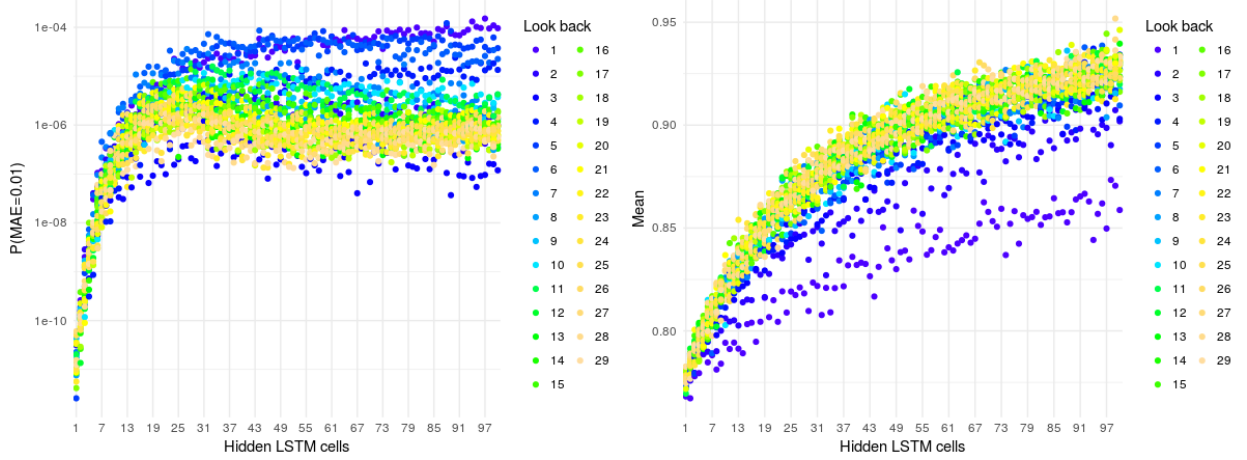 1e-04
1e-06
1e-08
1e-10
P(MAE=0.01)
1 7 13 19 25 31 37 43 49 55 61 67 73 79 85 91 97
Hidden LSTM cells
Look back
1 16
2 17
3 18
4 19
5 20
6 21
7 22
8 23
9 24
10 25
11 26
12 27
13 28
14 29
15
0.95
0.90
0.85
0.80
Mean
1 7 13 19 25 31 37 43 49 55 61 67 73 79 85 91 97
Hidden LSTM cells
Look back
1 16
2 17
3 18
4 19
5 20
6 21
7 22
8 23
9 24
10 25
11 26
12 27
13 28
14 29
15